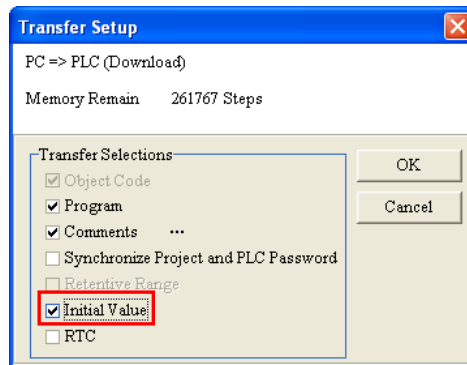 Transfer Setup
PC => PLC (Download)
Memory Remain 261767 Steps
Transfer Selections
Object Code
Program
Comments ...
Synchronize Project and PLC Password
Retentive Range
Initial Value
RTC
OK
Cancel